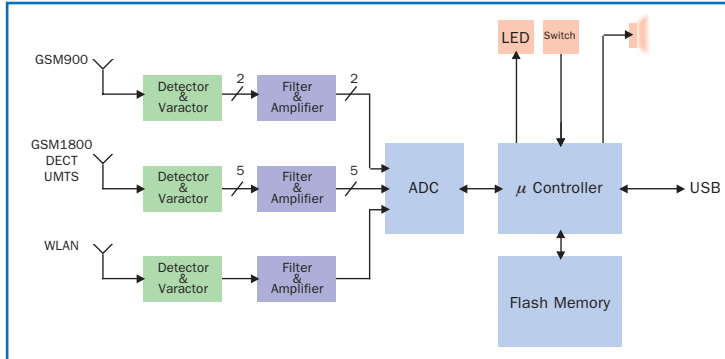 GSM900
Detector
&
Varactor
2
Filter
&
Amplifier
2
GSM1800
DECT
UMTS
Detector
&
Varactor
5
Filter
&
Amplifier
5
WLAN
Detector
&
Varactor
Filter
&
Amplifier
ADC
LED
Switch
μ Controller
USB
Flash Memory